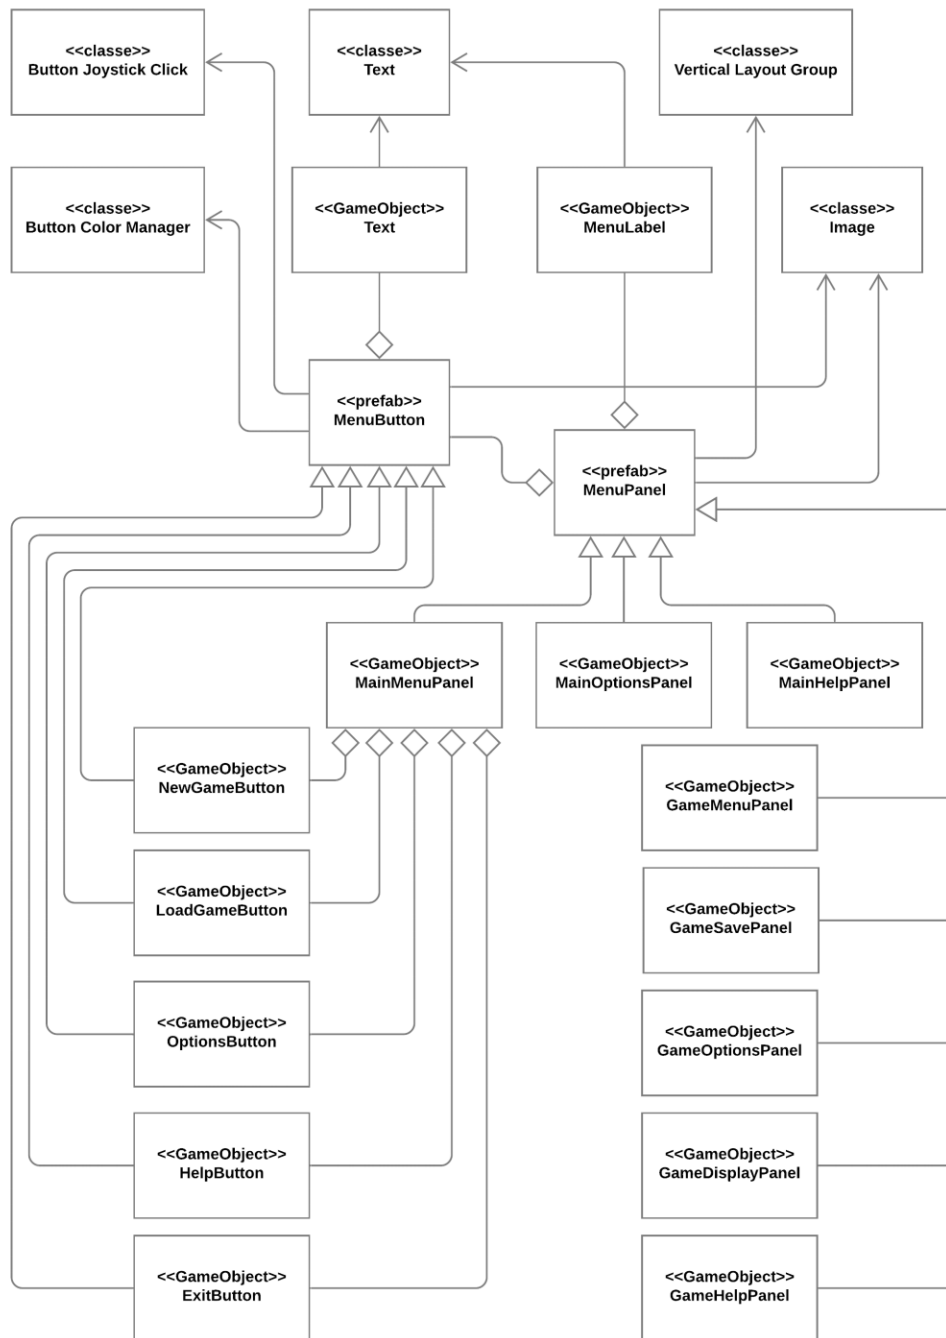 <<classe>>
Button Joystick Click
<<classe>>
Text
<<classe>>
Vertical Layout Group
<<classe>>
Button Color Manager
<<GameObject>>
Text
<<GameObject>>
MenuLabel
<<classe>>
Image
<<prefab>>
MenuButton
<<prefab>>
MenuPanel
<<GameObject>>
MainMenuPanel
<<GameObject>>
MainOptionsPanel
<<GameObject>>
MainHelpPanel
<<GameObject>>
NewGameButton
<<GameObject>>
GameMenuPanel
<<GameObject>>
LoadGameButton
<<GameObject>>
GameSavePanel
<<GameObject>>
OptionsButton
<<GameObject>>
GameOptionsPanel
<<GameObject>>
HelpButton
<<GameObject>>
GameDisplayPanel
<<GameObject>>
ExitButton
<<GameObject>>
GameHelpPanel